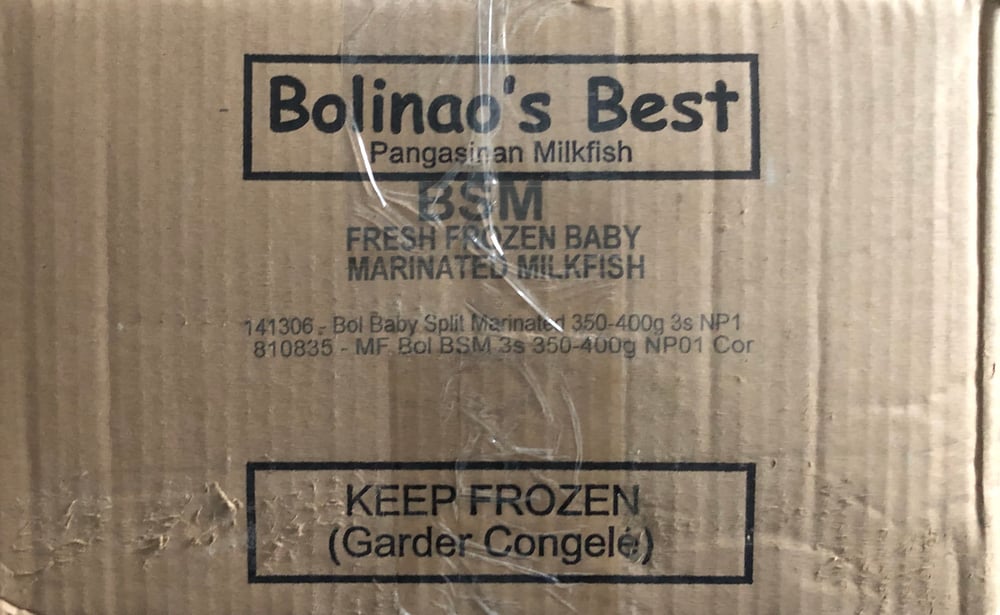 Bolinao's Best
Pangasinan Milkfish
BSM
FRESH FROZEN BABY
MARINATED MILKFISH
141306 - Bol Baby Split Marinated 350-400g 3s NP1
810835 - MF Bol BSM 3s 350-400g NP01 Cor
KEEP FROZEN
(Garder Congelé)